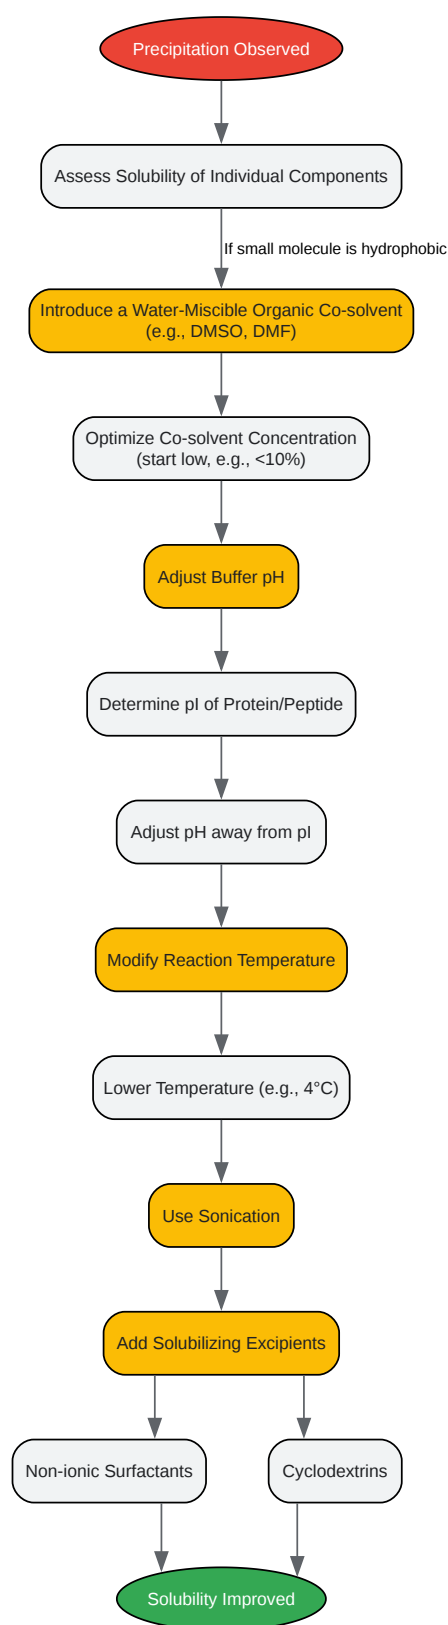 Precipitation Observed
Assess Solubility of Individual Components
If small molecule is hydrophobic
Introduce a Water-Miscible Organic Co-solvent
(e.g., DMSO, DMF)
Optimize Co-solvent Concentration
(start low, e.g., <10%)
Adjust Buffer pH
Determine pI of Protein/Peptide
Adjust pH away from pI
Modify Reaction Temperature
Lower Temperature (e.g., 4°C)
Use Sonication
Add Solubilizing Excipients
Non-ionic Surfactants
Cyclodextrins
Solubility Improved